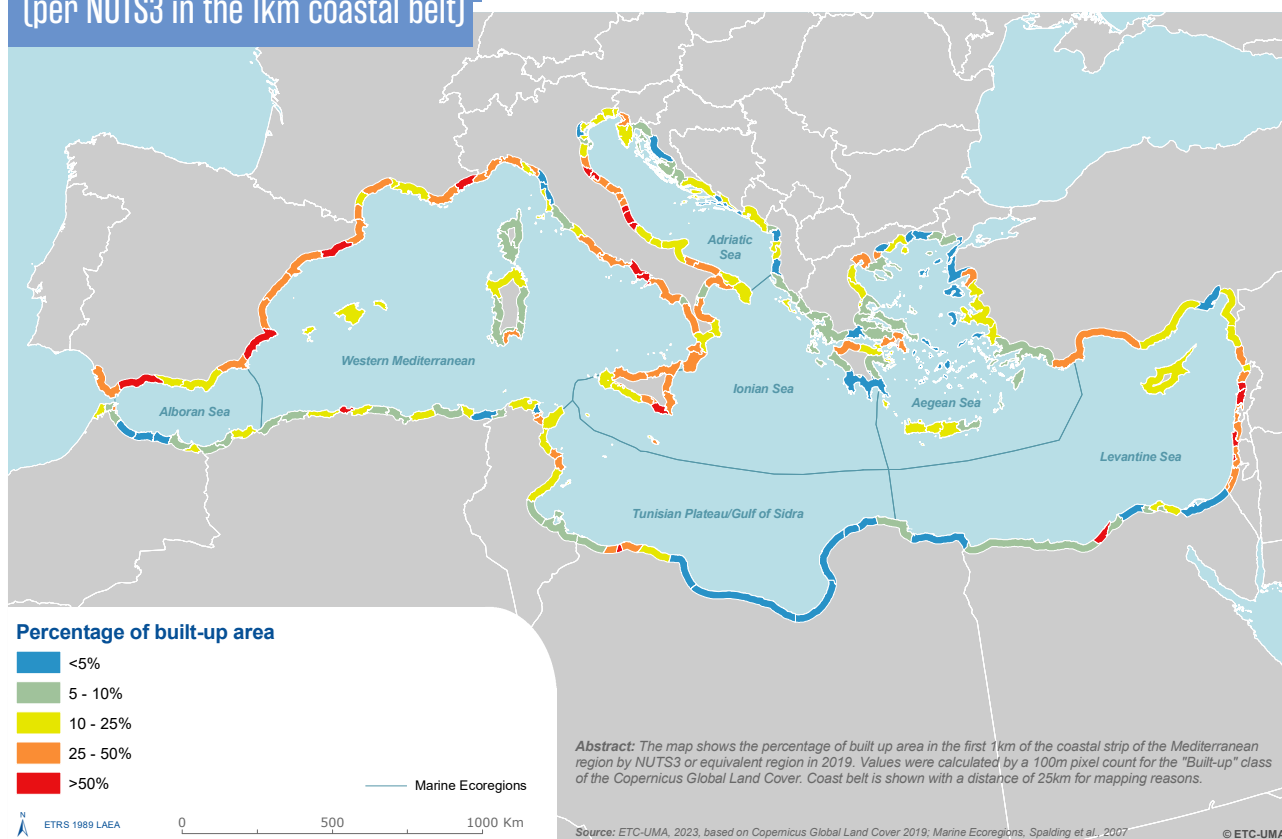 (per NUTS3 in the 1km coastal belt)
Adriatic
Sea
Western Mediterranean
Ionian Sea
Alboran Sea
Aegean Sea
Levantine Sea
Tunisian Plateau/Gulf of Sidra
Percentage of built-up area
<5%
5 - 10%
10 - 25%
25 - 50%
>50%
Marine Ecoregions
N
ETRS 1989 LAEA
0 500 1000 Km
Abstract: The map shows the percentage of built up area in the first 1km of the coastal strip of the Mediterranean
region by NUTS3 or equivalent region in 2019. Values were calculated by a 100m pixel count for the "Built-up" class
of the Copernicus Global Land Cover. Coast belt is shown with a distance of 25km for mapping reasons.
Source: ETC-UMA, 2023, based on Copernicus Global Land Cover 2019; Marine Ecoregions, Spalding et al., 2007
© ETC-UMA